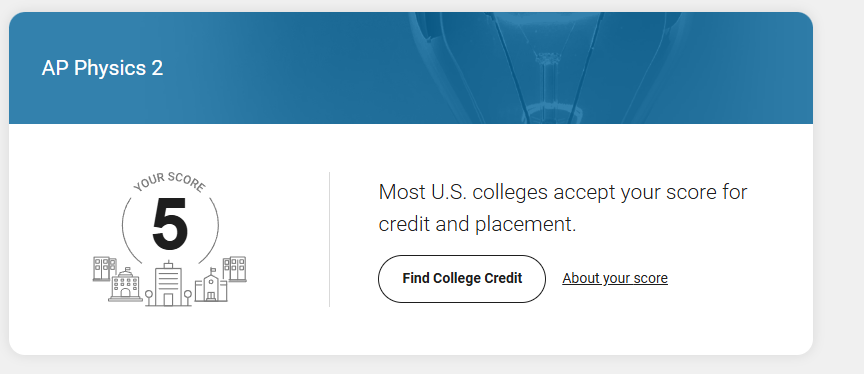 AP Physics 2
YOUR SCORE
5
Most U.S. colleges accept your score for
credit and placement.
Find College Credit
About your score